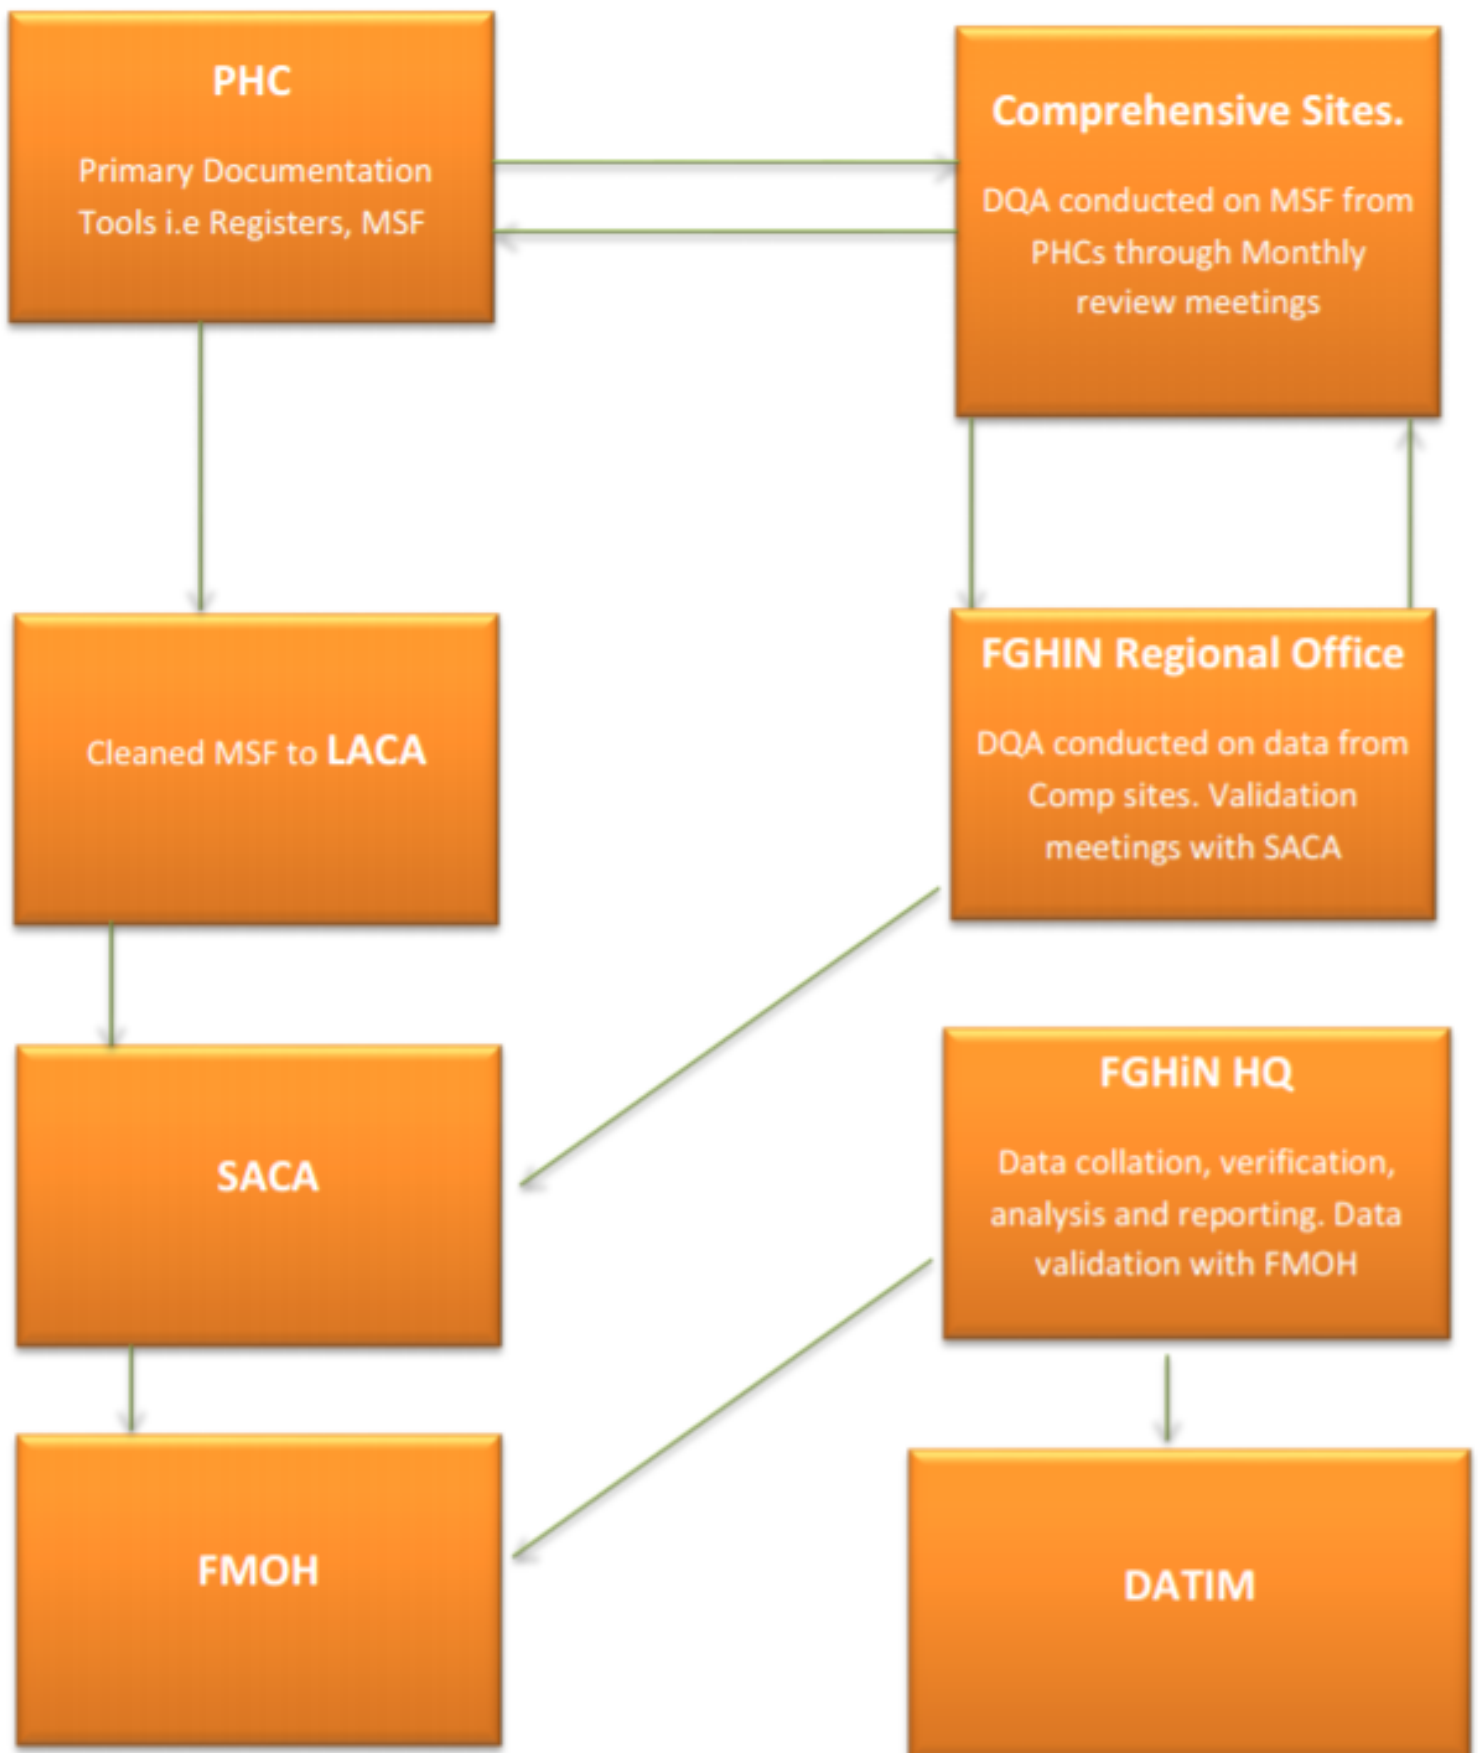 PHC
Primary Documentation
Tools i.e Registers, MSF
Comprehensive Sites.
DQA conducted on MSF from
PHCs through Monthly
review meetings
Cleaned MSF to LACA
FGHIN Regional Office
DQA conducted on data from
Comp sites. Validation
meetings with SACA
SACA
FGHiN HQ
Data collation, verification,
analysis and reporting. Data
validation with FMOH
FMOH
DATIM